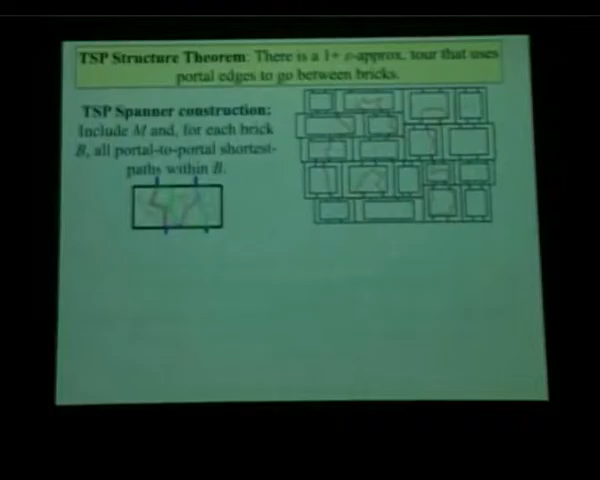 TSP Structure Theorem: There is a 1+ ε-approx. tour that uses
portal edges to go between bricks.
TSP Spanner construction:
Include M and, for each brick
B, all portal-to-portal shortest-
paths within B.